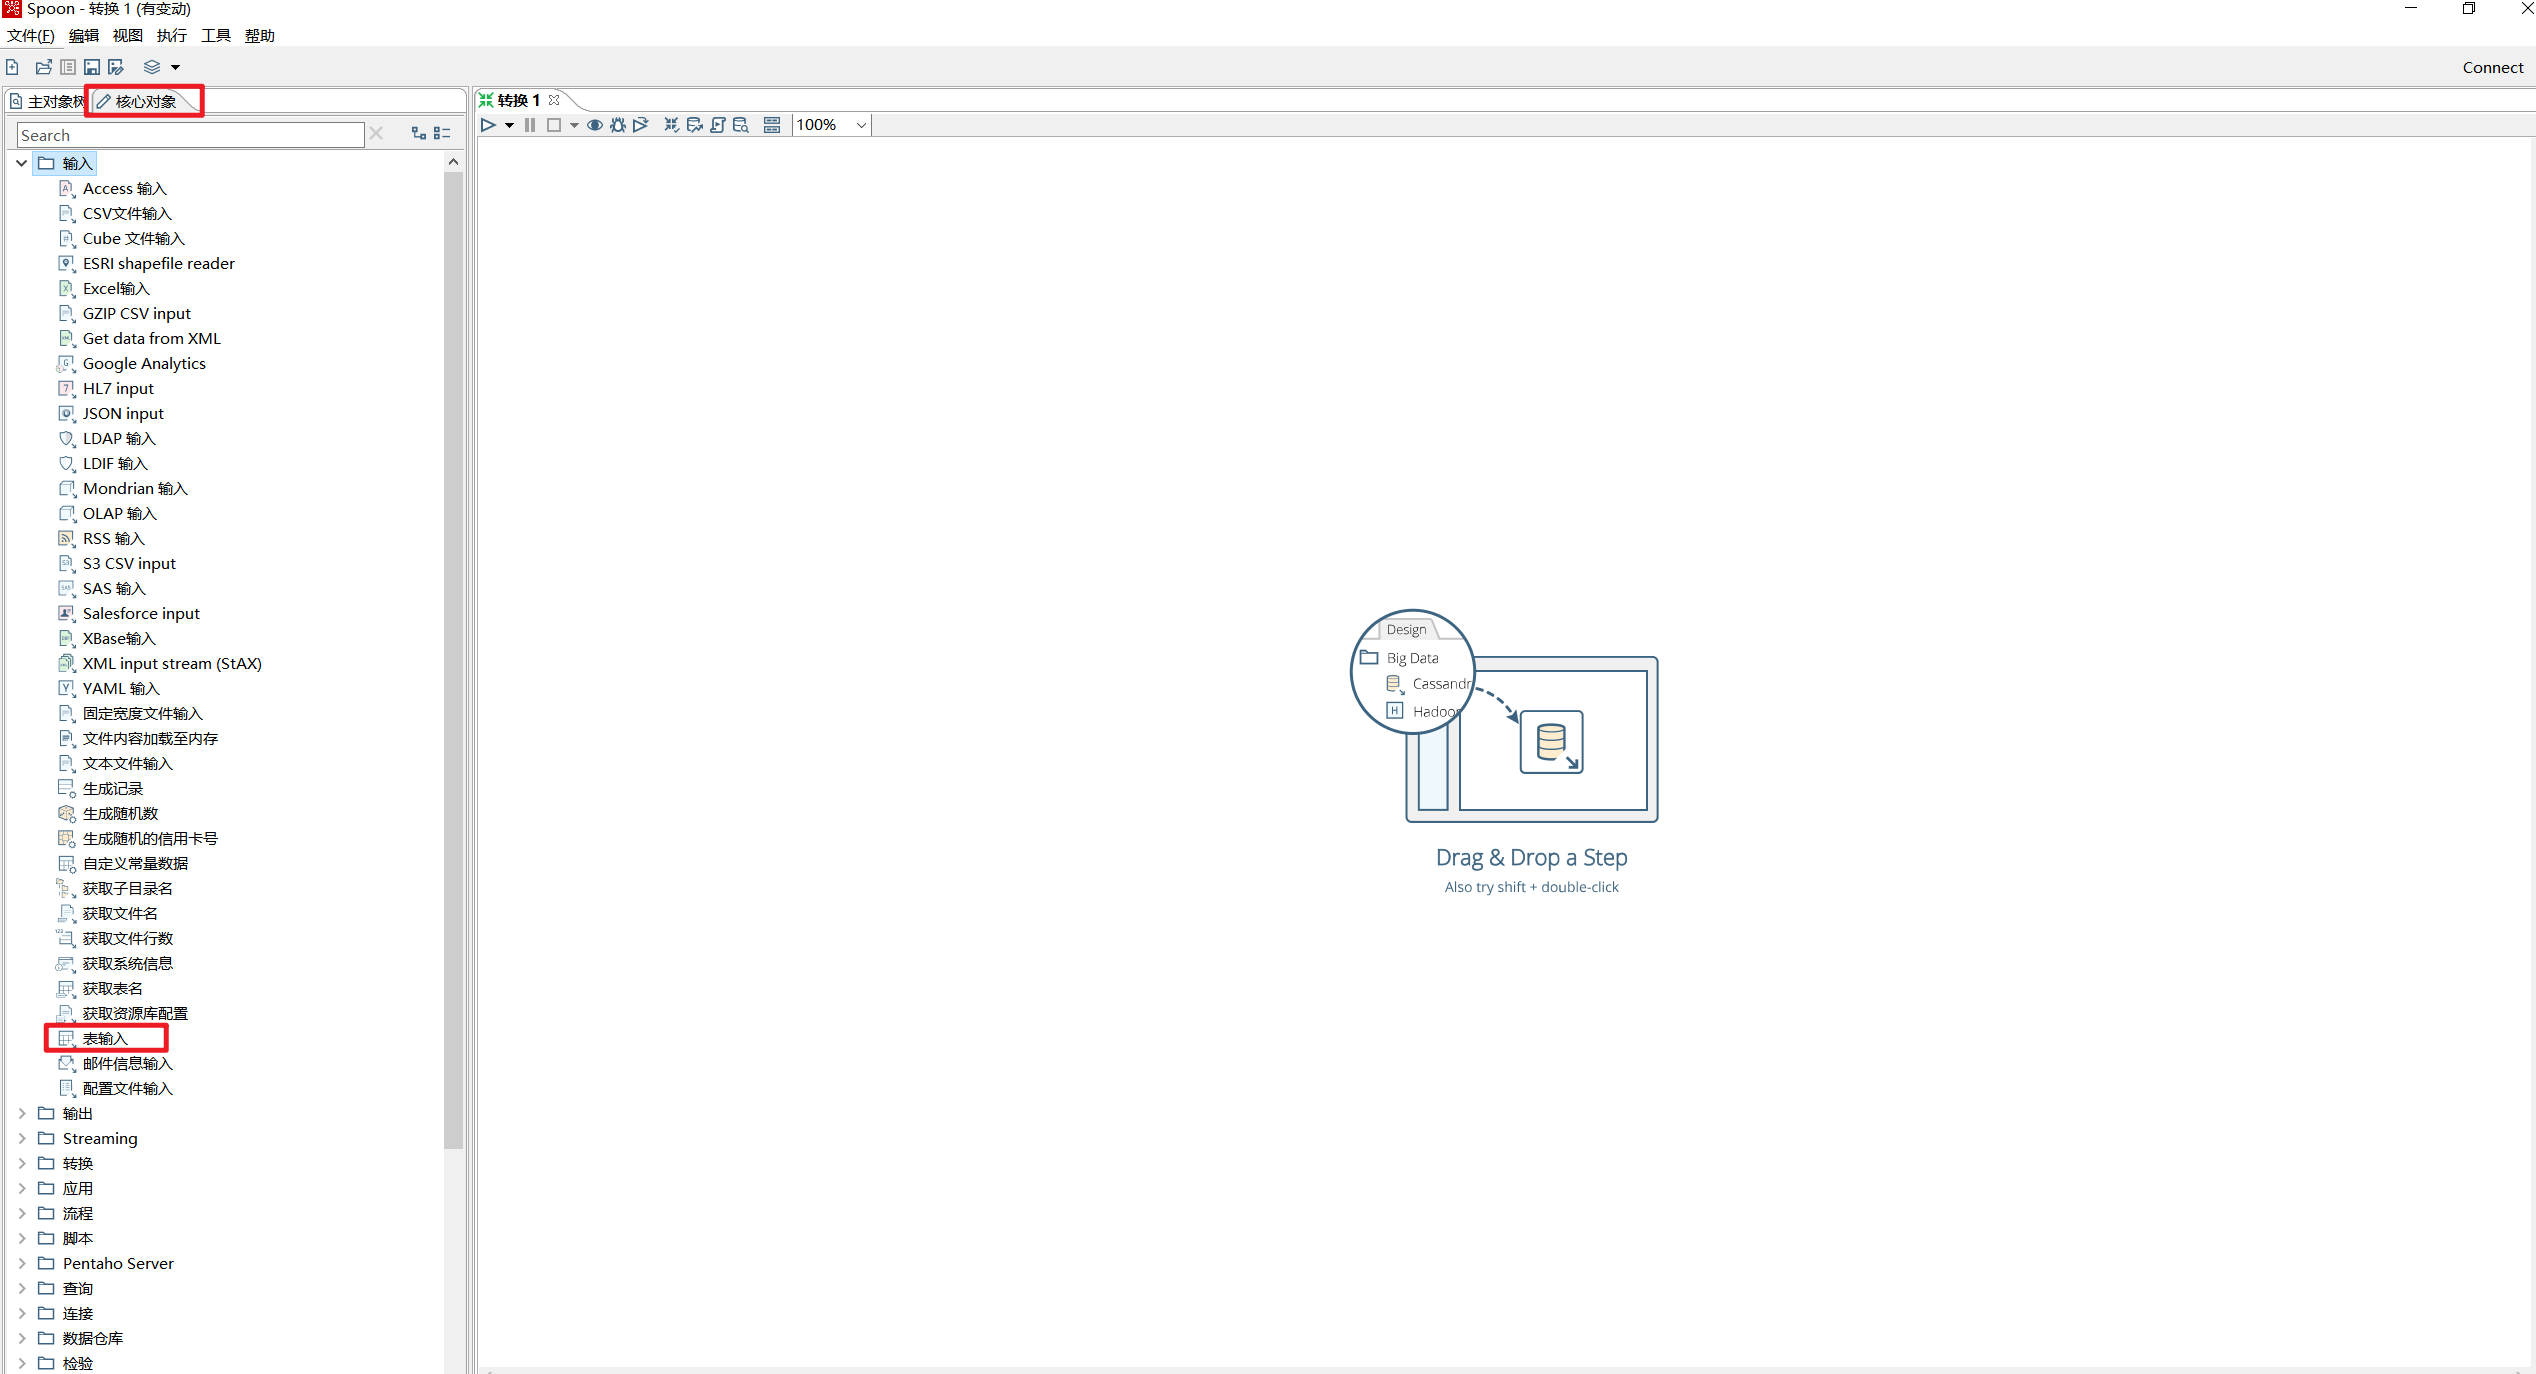 Spoon - 转换 1 (有变动)
文件(F) 编辑 视图 执行 工具 帮助
Connect
主对象树 核心对象
转换 1
Search
100%
输入
Access 输入
CSV文件输入
Cube 文件输入
ESRI shapefile reader
Excel输入
GZIP CSV input
Get data from XML
Google Analytics
HL7 input
JSON input
LDAP 输入
LDIF 输入
Mondrian 输入
OLAP 输入
RSS 输入
S3 CSV input
SAS 输入
Salesforce input
XBase输入
XML input stream (StAX)
YAML 输入
固定宽度文件输入
文件内容加载至内存
文本文件输入
生成记录
生成随机数
生成随机的信用卡号
自定义常量数据
获取子目录名
获取文件名
获取文件行数
获取系统信息
获取表名
获取资源库配置
表输入
邮件信息输入
配置文件输入
输出
Streaming
转换
应用
流程
脚本
Pentaho Server
查询
连接
数据仓库
检验
Design
Big Data
Cassandr
Hadoop
Drag & Drop a Step
Also try shift + double-click